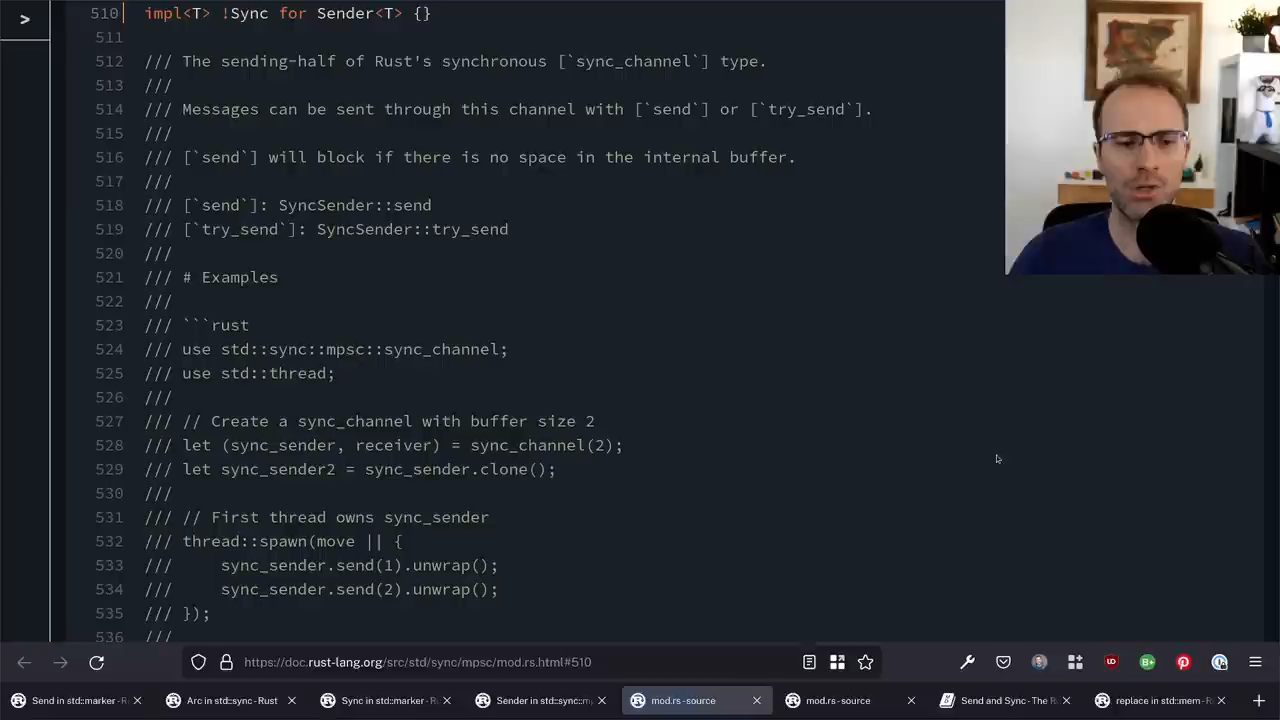 >
510 impl<T> !Sync for Sender<T> {}
511
512 /// The sending-half of Rust's synchronous [`sync_channel`] type.
513 ///
514 /// Messages can be sent through this channel with [`send`] or [`try_send`].
515 ///
516 /// [`send`] will block if there is no space in the internal buffer.
517 ///
518 /// [`send`]: SyncSender::send
519 /// [`try_send`]: SyncSender::try_send
520 ///
521 /// # Examples
522 ///
523 /// ```rust
524 /// use std::sync::mpsc::sync_channel;
525 /// use std::thread;
526 ///
527 /// // Create a sync_channel with buffer size 2
528 /// let (sync_sender, receiver) = sync_channel(2);
529 /// let sync_sender2 = sync_sender.clone();
530 ///
531 /// // First thread owns sync_sender
532 /// thread::spawn(move || {
533 ///     sync_sender.send(1).unwrap();
534 ///     sync_sender.send(2).unwrap();
535 /// });
536 ///
https://doc.rust-lang.org/src/std/sync/mpsc/mod.rs.html#510
Send in std::marker - R
Arc in std::sync - Rust
Sync in std::marker - R
Sender in std::sync::m
mod.rs - source
mod.rs - source
Send and Sync - The R
replace in std::mem - R